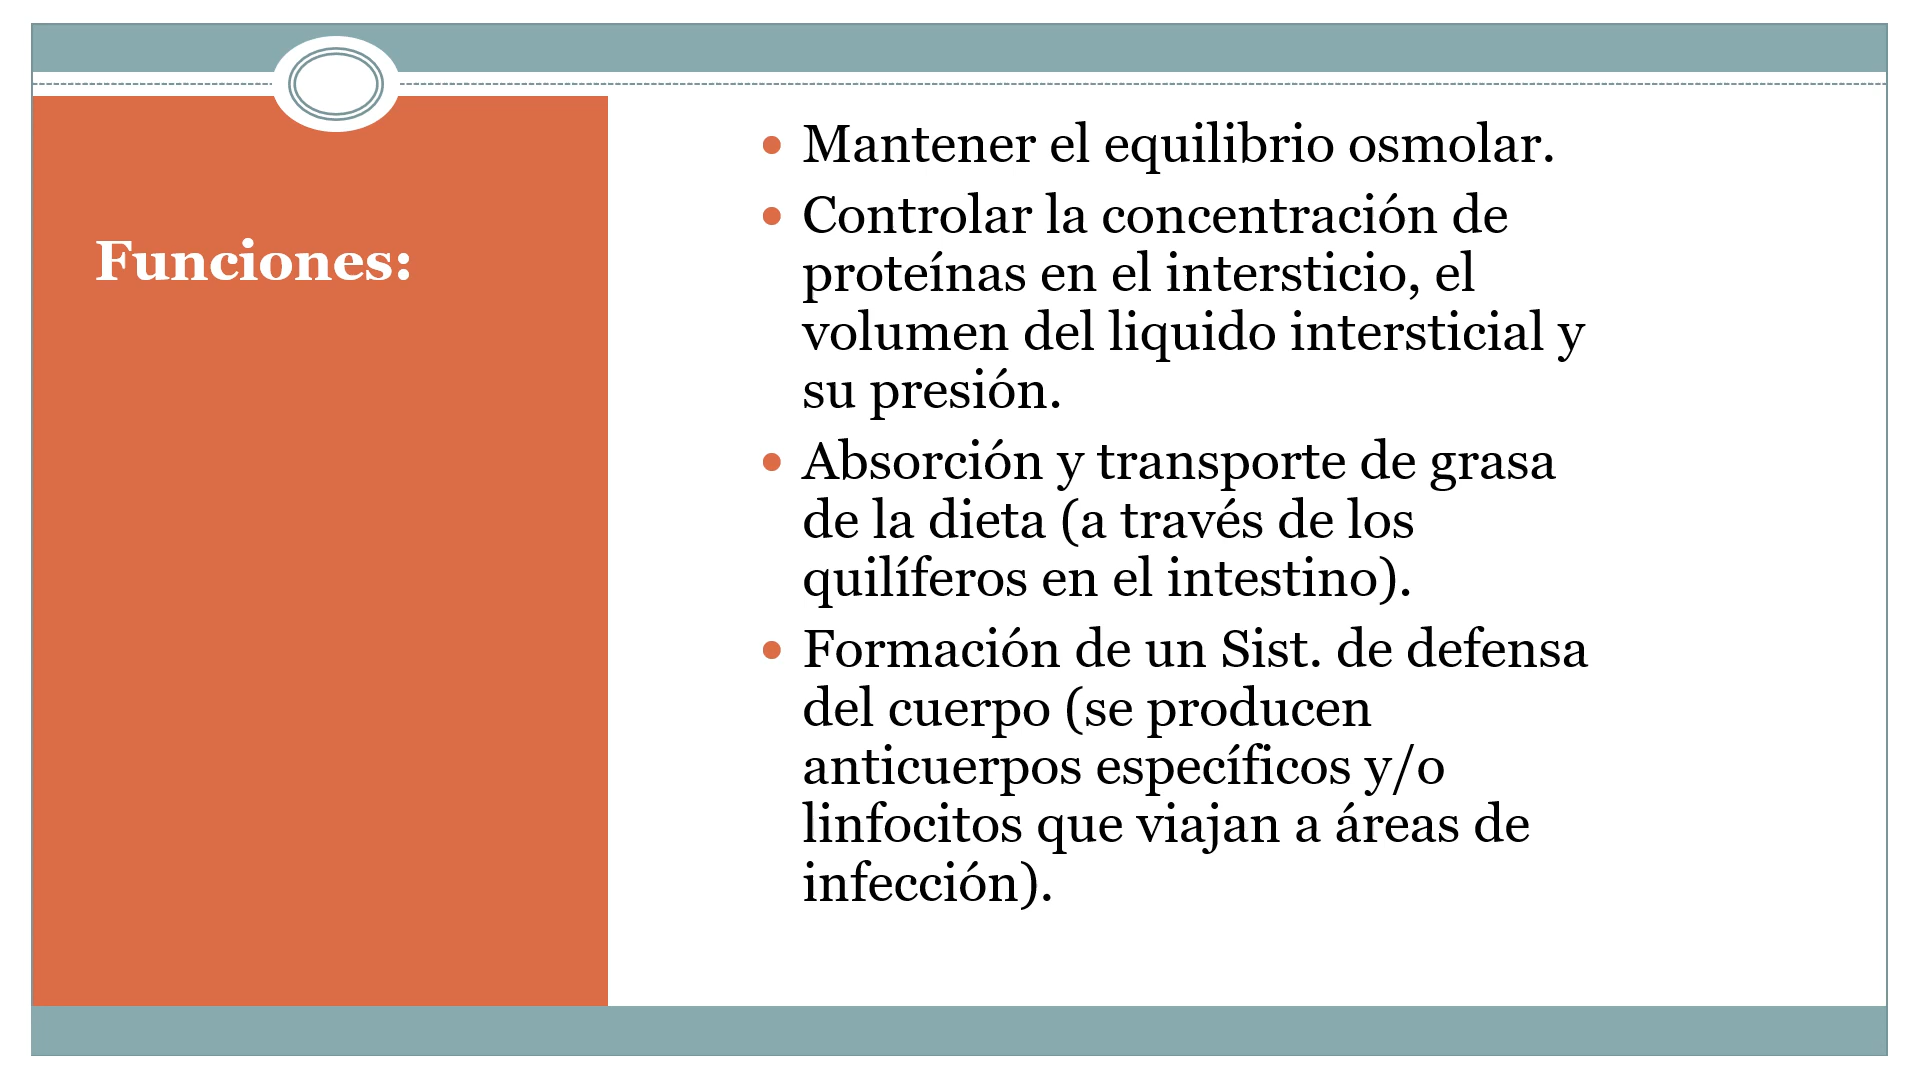 Funciones:
Mantener el equilibrio osmolar.
Controlar la concentración de
proteínas en el intersticio, el
volumen del liquido intersticial y
su presión.
Absorción y transporte de grasa
de la dieta (a través de los
quilíferos en el intestino).
Formación de un Sist. de defensa
del cuerpo (se producen
anticuerpos específicos y/o
linfocitos que viajan a áreas de
infección).